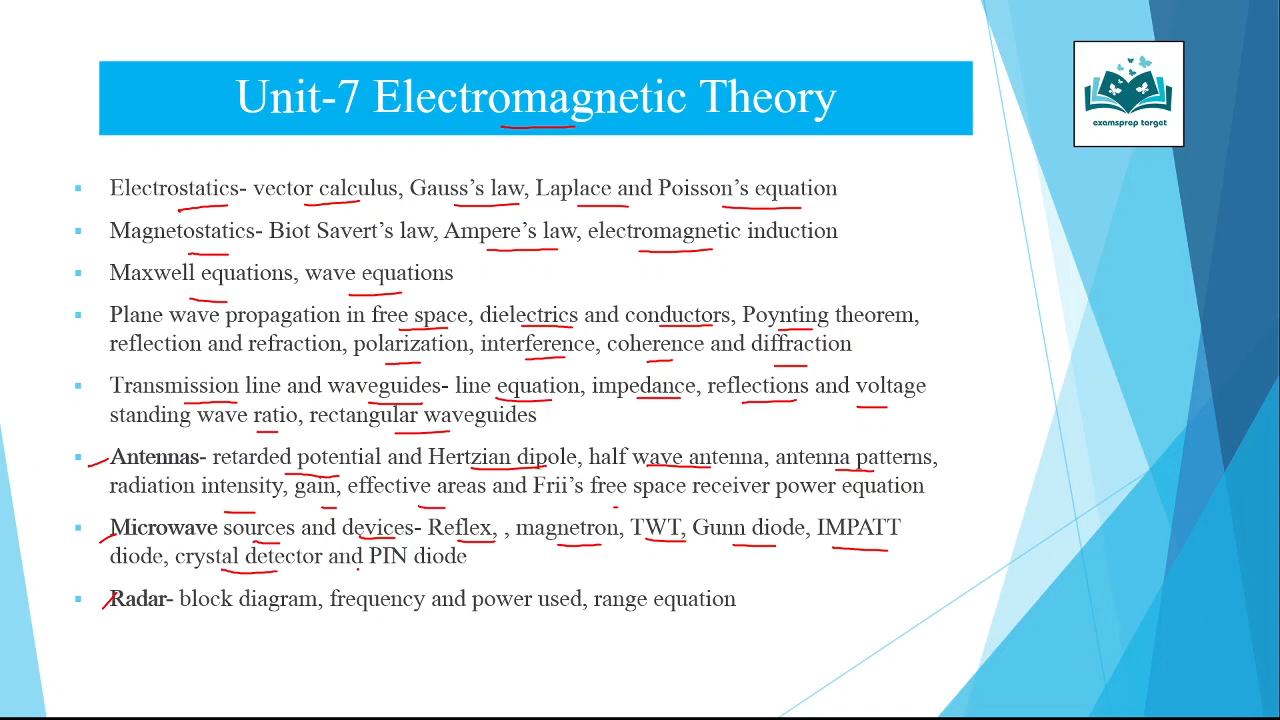 Unit-7 Electromagnetic Theory
examsprep target
▪ Electrostatics- vector calculus, Gauss's law, Laplace and Poisson's equation
▪ Magnetostatics- Biot Savert's law, Ampere's law, electromagnetic induction
▪ Maxwell equations, wave equations
▪ Plane wave propagation in free space, dielectrics and conductors, Poynting theorem,
reflection and refraction, polarization, interference, coherence and diffraction
▪ Transmission line and waveguides- line equation, impedance, reflections and voltage
standing wave ratio, rectangular waveguides
▪ Antennas- retarded potential and Hertzian dipole, half wave antenna, antenna patterns,
radiation intensity, gain, effective areas and Frii's free space receiver power equation
▪ Microwave sources and devices- Reflex, , magnetron, TWT, Gunn diode, IMPATT
diode, crystal detector and PIN diode
▪ Radar- block diagram, frequency and power used, range equation